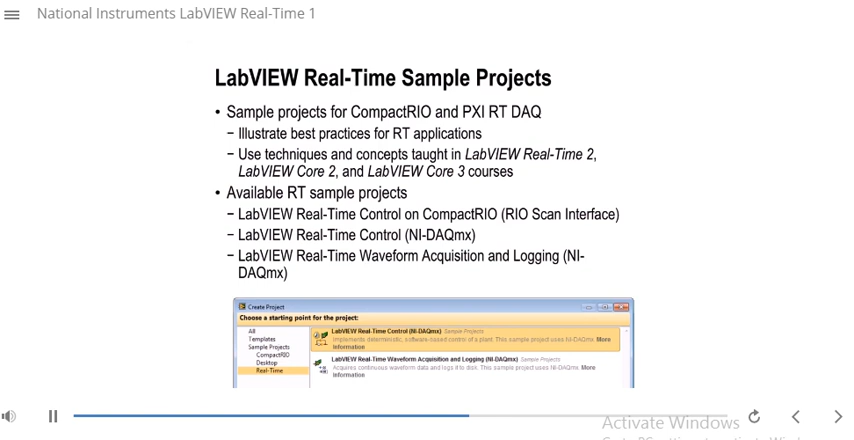 National Instruments LabVIEW Real-Time 1
LabVIEW Real-Time Sample Projects
• Sample projects for CompactRIO and PXI RT DAQ
– Illustrate best practices for RT applications
– Use techniques and concepts taught in LabVIEW Real-Time 2,
LabVIEW Core 2, and LabVIEW Core 3 courses
• Available RT sample projects
– LabVIEW Real-Time Control on CompactRIO (RIO Scan Interface)
– LabVIEW Real-Time Control (NI-DAQmx)
– LabVIEW Real-Time Waveform Acquisition and Logging (NI-
DAQmx)
Create Project
Choose a starting point for the project:
All
Templates
Sample Projects
CompactRIO
Desktop
Real-Time
LabVIEW Real-Time Control (NI-DAQmx) Sample Projects
Implements deterministic, software-based control of a plant. This sample project uses NI-DAQmx. More
Information
LabVIEW Real-Time Waveform Acquisition and Logging (NI-DAQmx) Sample Projects
Acquires continuous waveform data and logs it to disk. This sample project uses NI-DAQmx. More
Information
Activate Windows